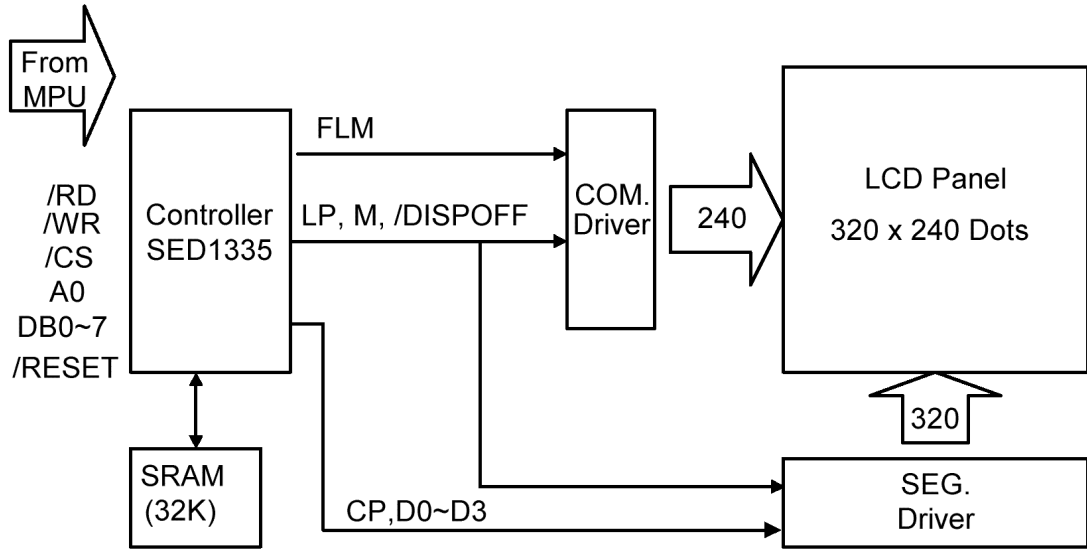 From
MPU
/RD
/WR
/CS
A0
DB0~7
/RESET
Controller
SED1335
SRAM
(32K)
FLM
LP, M, /DISPOFF
CP,D0~D3
COM.
Driver
240
LCD Panel
320 x 240 Dots
320
SEG.
Driver